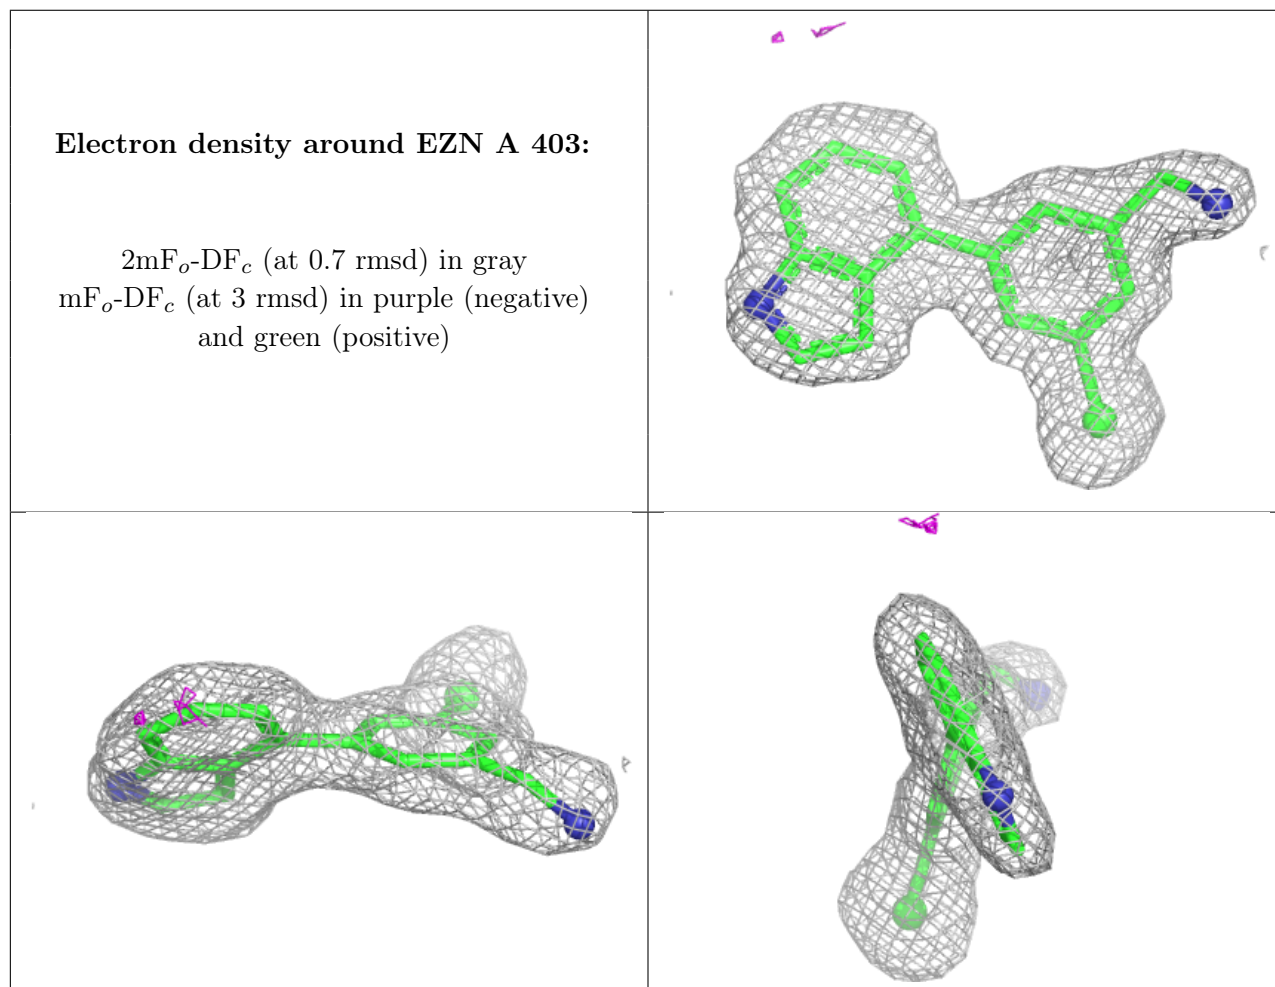 Electron density around EZN A 403:
2mFo-DFc (at 0.7 rmsd) in gray
mFo-DFc (at 3 rmsd) in purple (negative)
and green (positive)